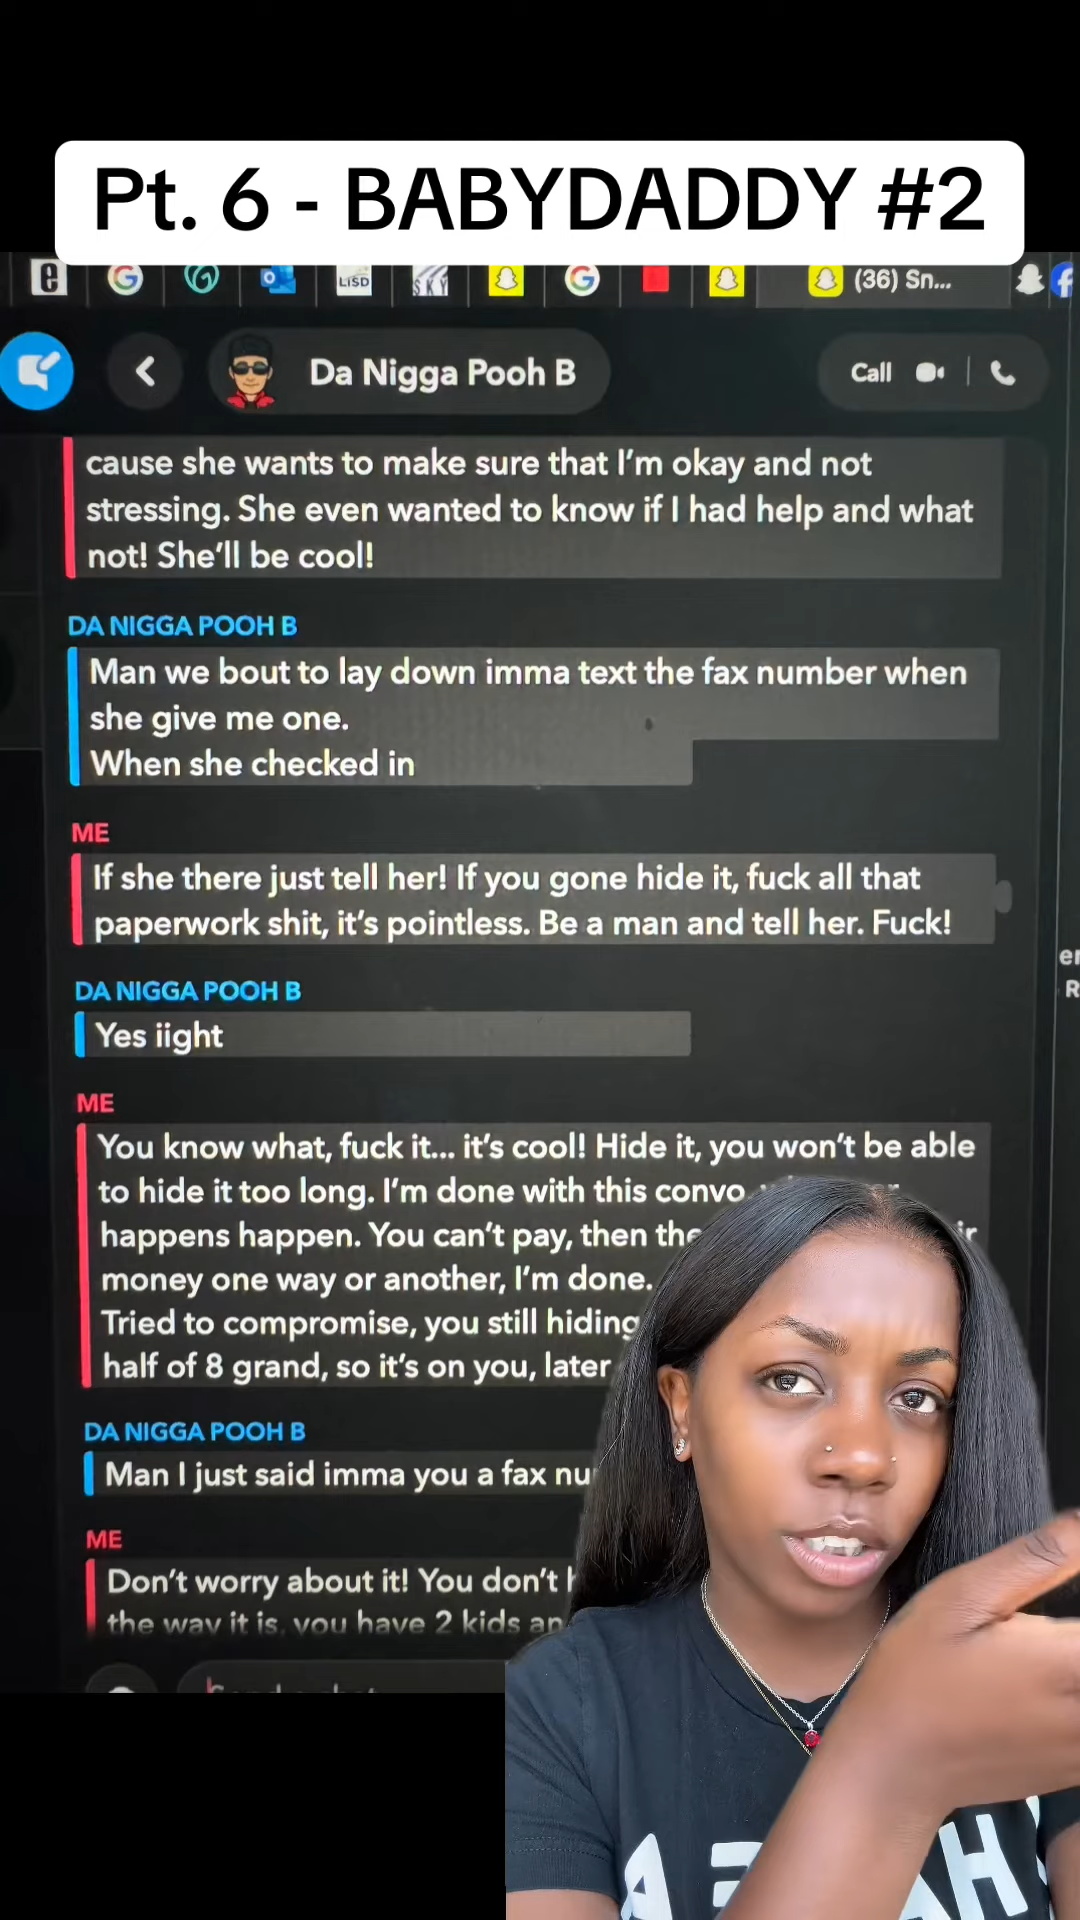 Pt. 6 - BABYDADDY #2
LISD
SKY
(36) Sn...
Da Nigga Pooh B
Call
cause she wants to make sure that I'm okay and not
stressing. She even wanted to know if I had help and what
not! She'll be cool!
DA NIGGA POOH B
Man we bout to lay down imma text the fax number when
she give me one.
When she checked in
ME
If she there just tell her! If you gone hide it, fuck all that
paperwork shit, it's pointless. Be a man and tell her. Fuck!
DA NIGGA POOH B
Yes iight
ME
You know what, fuck it... it's cool! Hide it, you won't be able
to hide it too long. I'm done with this convo
happens happen. You can't pay, then
money one way or another, I'm done.
Tried to compromise, you still hiding
half of 8 grand, so it's on you, later
DA NIGGA POOH B
Man I just said imma you a fax
ME
Don't worry about it! You don't
the way it is, you have 2 kids